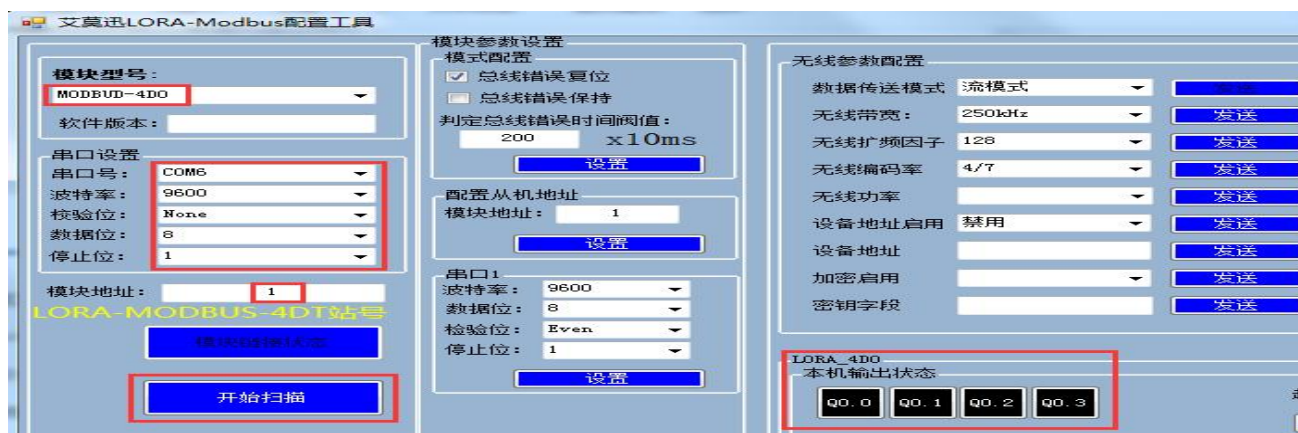 艾莫迅LORA-Modbus配置工具
模块型号:
MODBUD-4DO
软件版本:
串口设置
串口号: COM6
波特率: 9600
校验位: None
数据位: 8
停止位: 1
模块地址: 1
LORA-MODBUS-4DT站号
开始扫描
模块参数设置
模式配置
总线错误复位
总线错误保持
判定总线错误时间阀值:
200 x10ms
设置
配置从机地址
模块地址: 1
设置
串口1
波特率: 9600
数据位: 8
检验位: Even
停止位: 1
设置
无线参数配置
数据传送模式 流模式 发送
无线带宽: 250kHz 发送
无线扩频因子 128 发送
无线编码率 4/7 发送
无线功率 发送
设备地址启用 禁用 发送
设备地址 发送
加密启用 发送
密钥字段 发送
LORA_4DO
本机输出状态
Q0.0 Q0.1 Q0.2 Q0.3